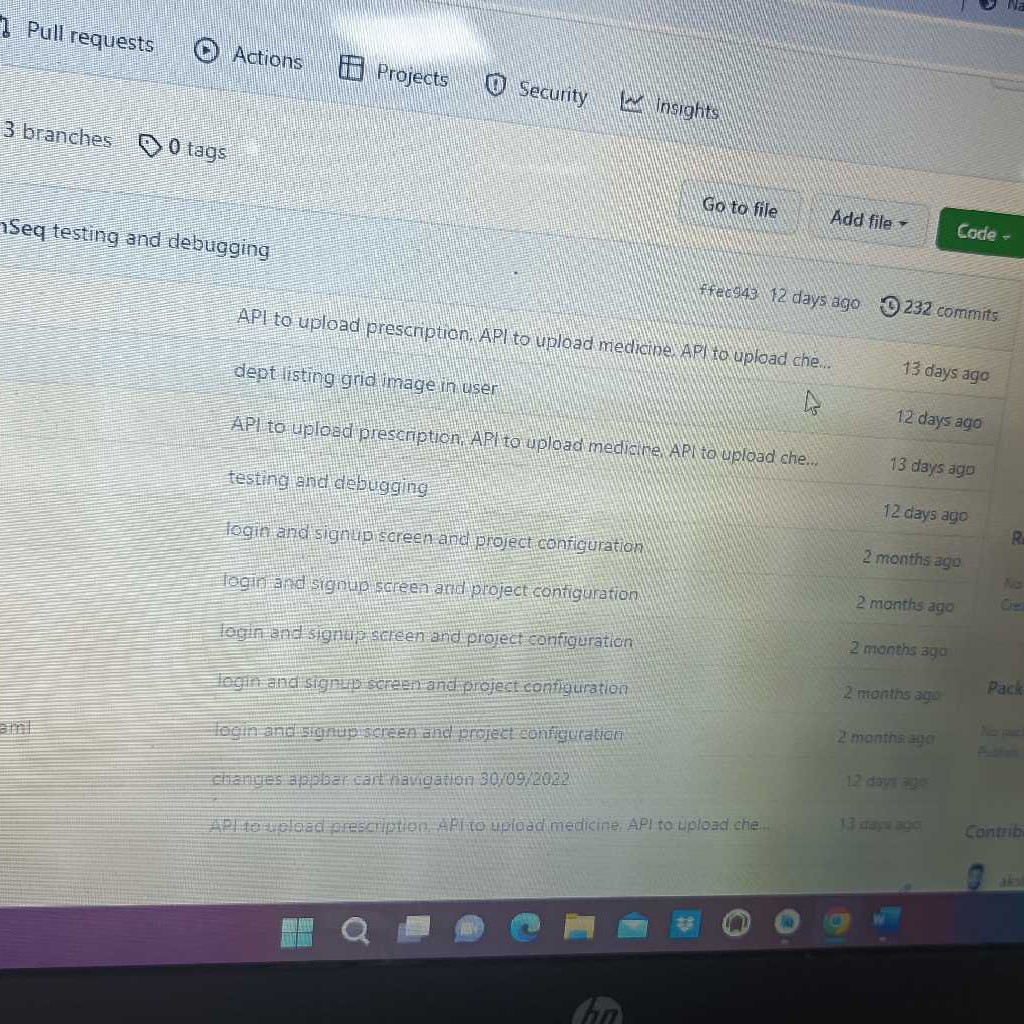 Pull requests Actions Projects Security Insights
3 branches 0 tags
Go to file Add file Code
nSeq testing and debugging ffec943 12 days ago 232 commits
API to upload prescription, API to upload medicine, API to upload che... 13 days ago
dept listing grid image in user 12 days ago
API to upload prescription, API to upload medicine, API to upload che... 13 days ago
testing and debugging 12 days ago
login and signup screen and project configuration 2 months ago
login and signup screen and project configuration 2 months ago
login and signup screen and project configuration 2 months ago
login and signup screen and project configuration 2 months ago
aml login and signup screen and project configuration 2 months ago
changes appbar cart navigation 30/09/2022 12 days ago
API to upload prescription, API to upload medicine, API to upload che... 13 days ago
Pack
Contrib
hp